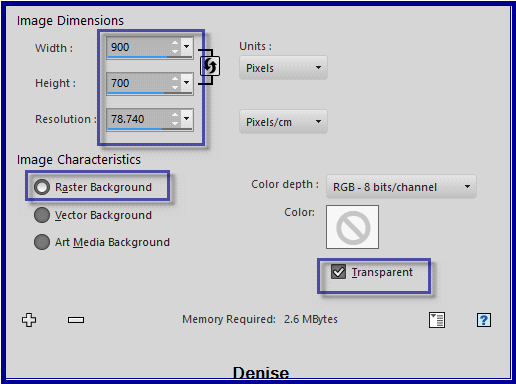 Image Dimensions
Width : 900 Units :
Pixels
Height : 700
Resolution : 78.740 Pixels/cm
Image Characteristics
Raster Background Color depth : RGB - 8 bits/channel
Vector Background Color:
Art Media Background
Transparent
Memory Required: 2.6 MBytes ?
Denise